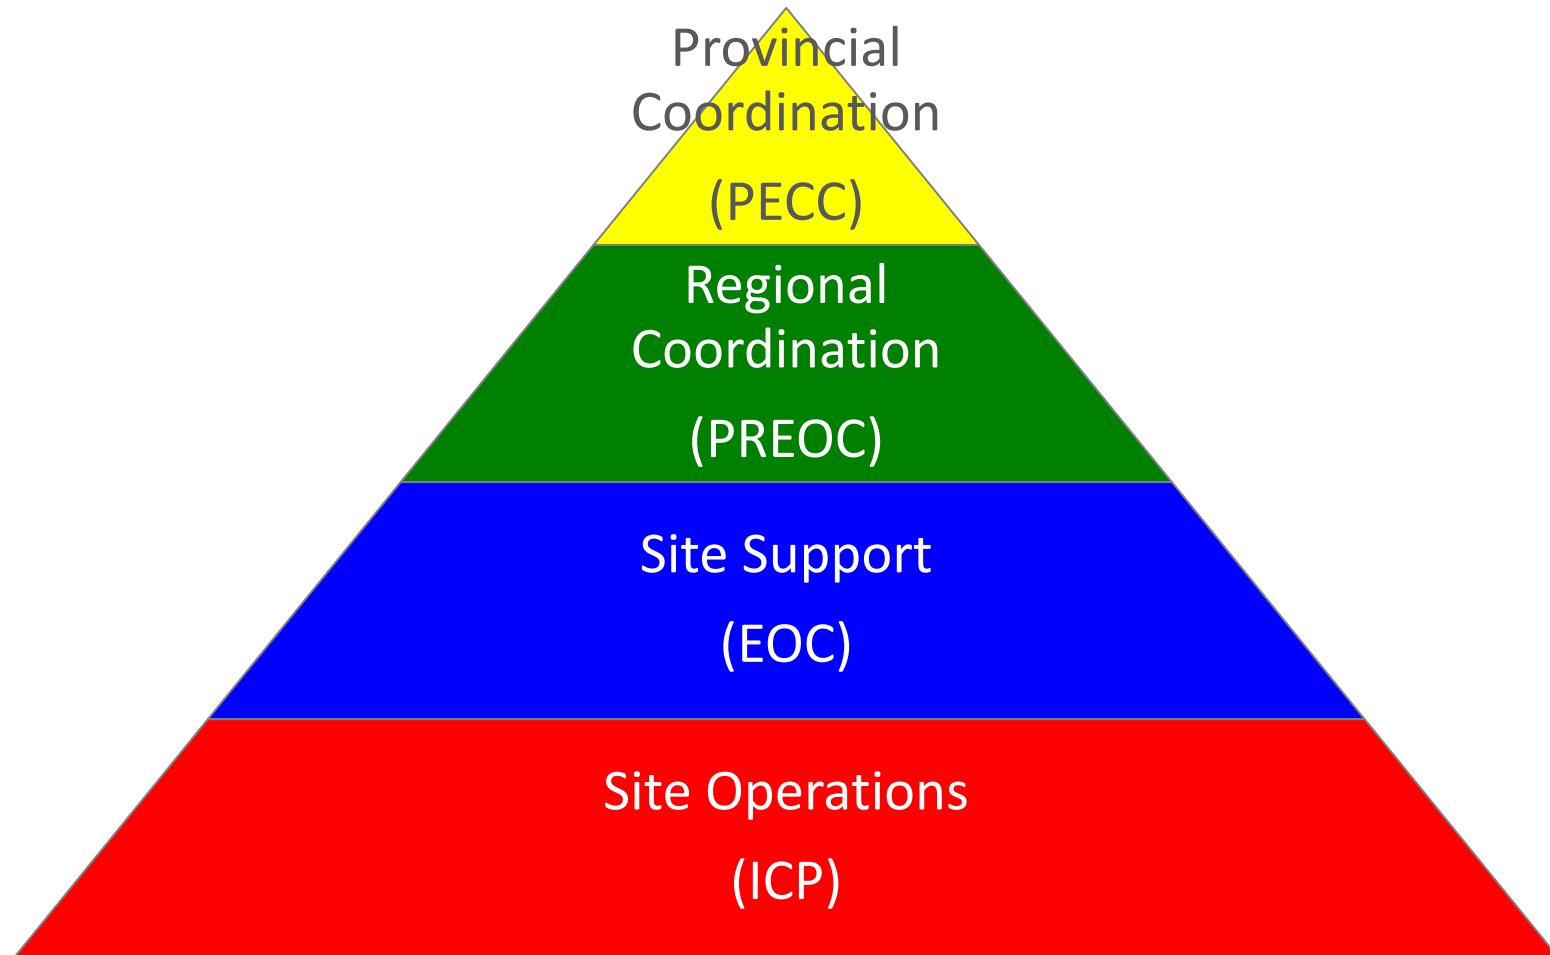 Provincial
Coordination
(PECC)
Regional
Coordination
(PREOC)
Site Support
(EOC)
Site Operations
(ICP)